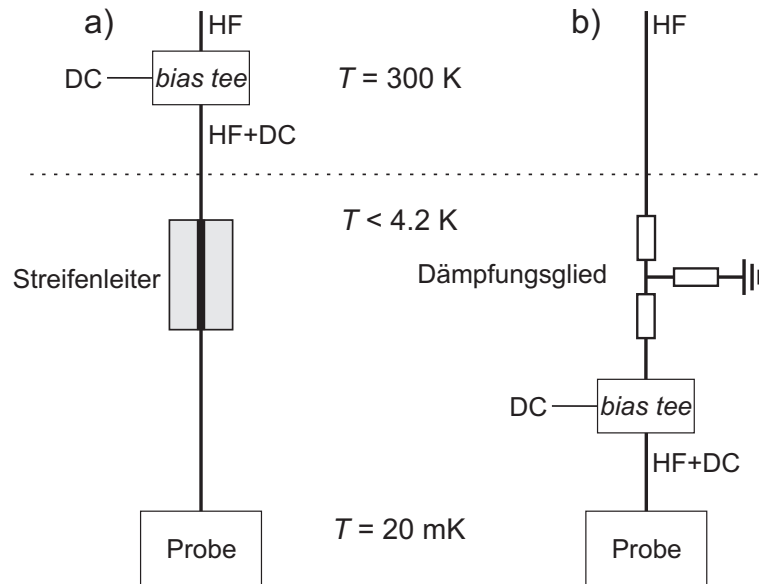 a)
HF
DC
bias tee
HF+DC
T = 300 K
b)
HF
T < 4.2 K
Streifenleiter
Dämpfungsglied
DC
bias tee
HF+DC
T = 20 mK
Probe
Probe